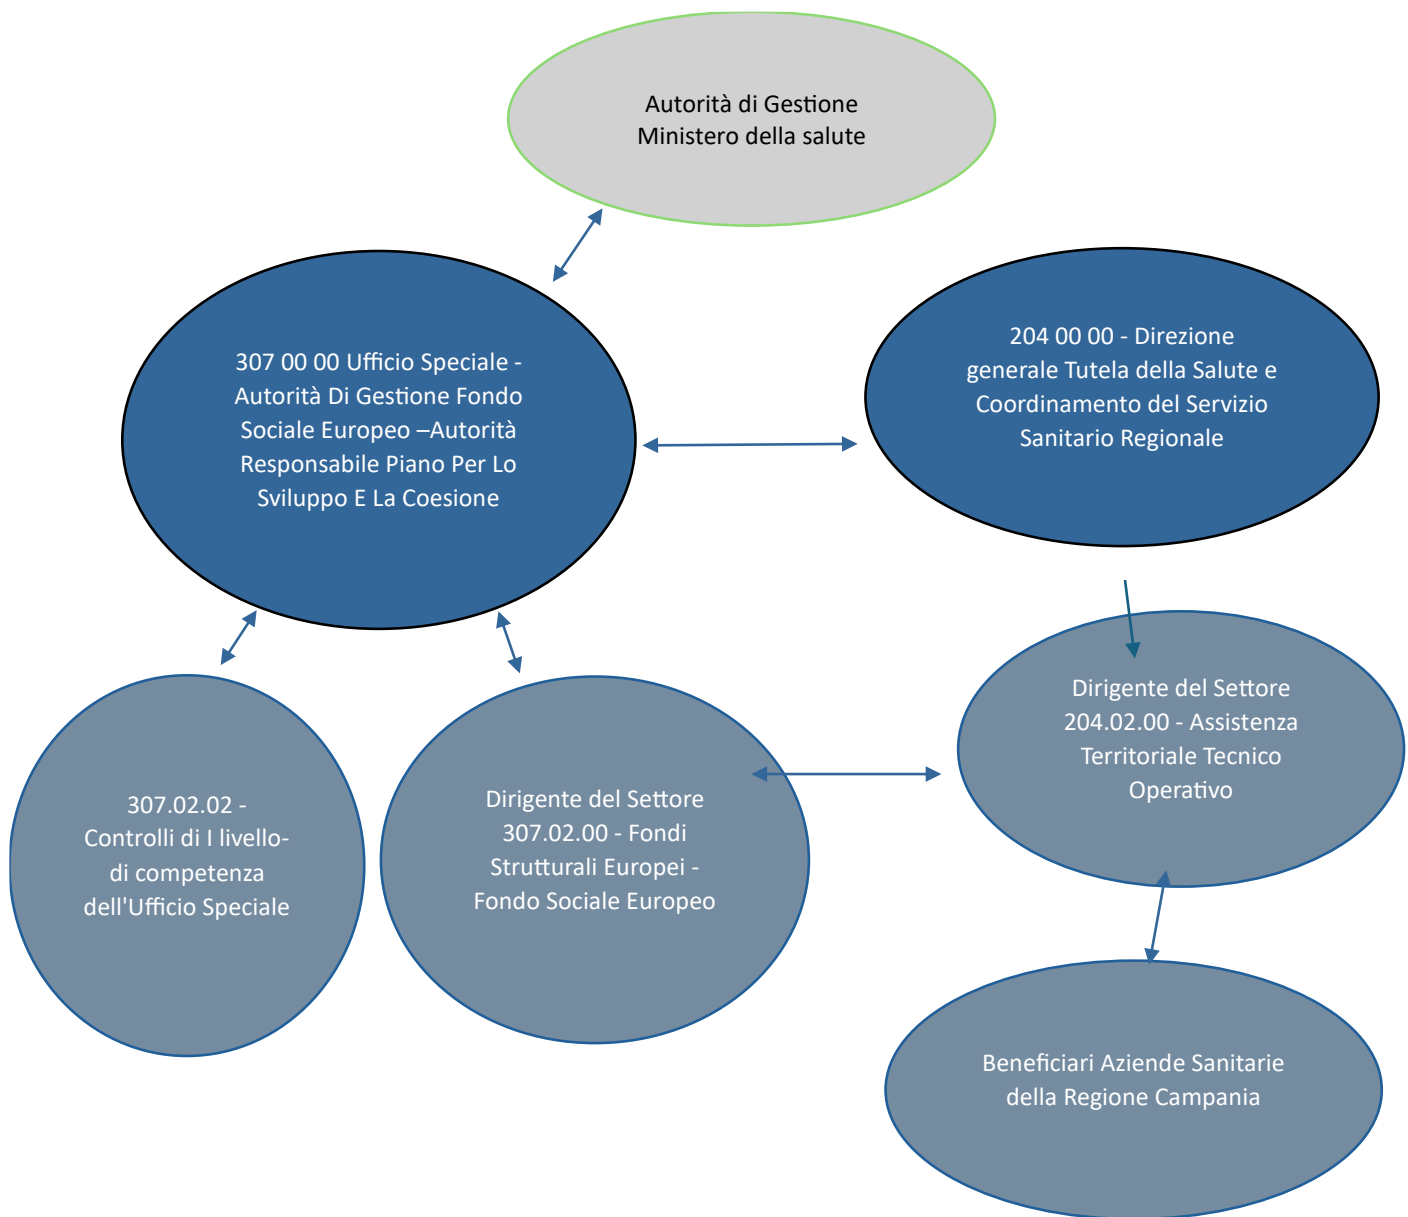 Autorità di Gestione
Ministero della salute
307 00 00 Ufficio Speciale -
Autorità Di Gestione Fondo
Sociale Europeo –Autorità
Responsabile Piano Per Lo
Sviluppo E La Coesione
204 00 00 - Direzione
generale Tutela della Salute e
Coordinamento del Servizio
Sanitario Regionale
307.02.02 -
Controlli di I livello-
di competenza
dell'Ufficio Speciale
Dirigente del Settore
307.02.00 - Fondi
Strutturali Europei -
Fondo Sociale Europeo
Dirigente del Settore
204.02.00 - Assistenza
Territoriale Tecnico
Operativo
Beneficiari Aziende Sanitarie
della Regione Campania